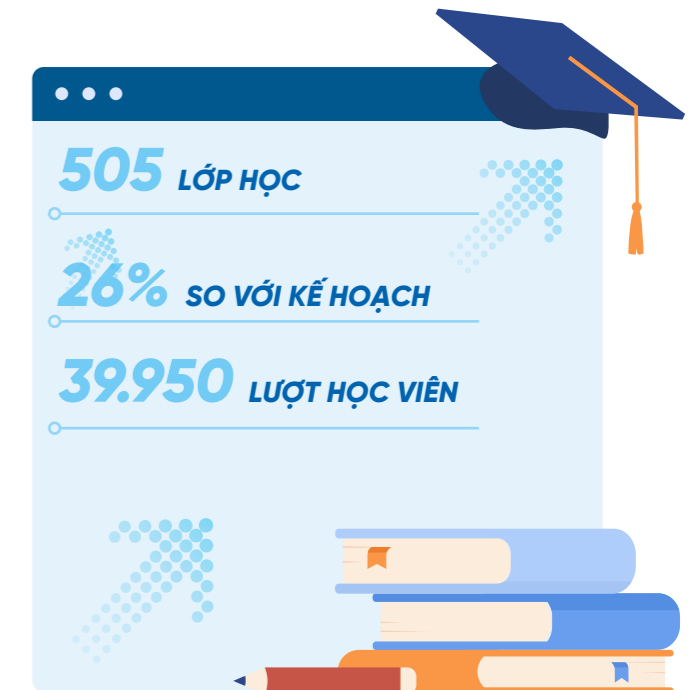 505 LỚP HỌC
26% SO VỚI KẾ HOẠCH
39.950 LƯỢT HỌC VIÊN